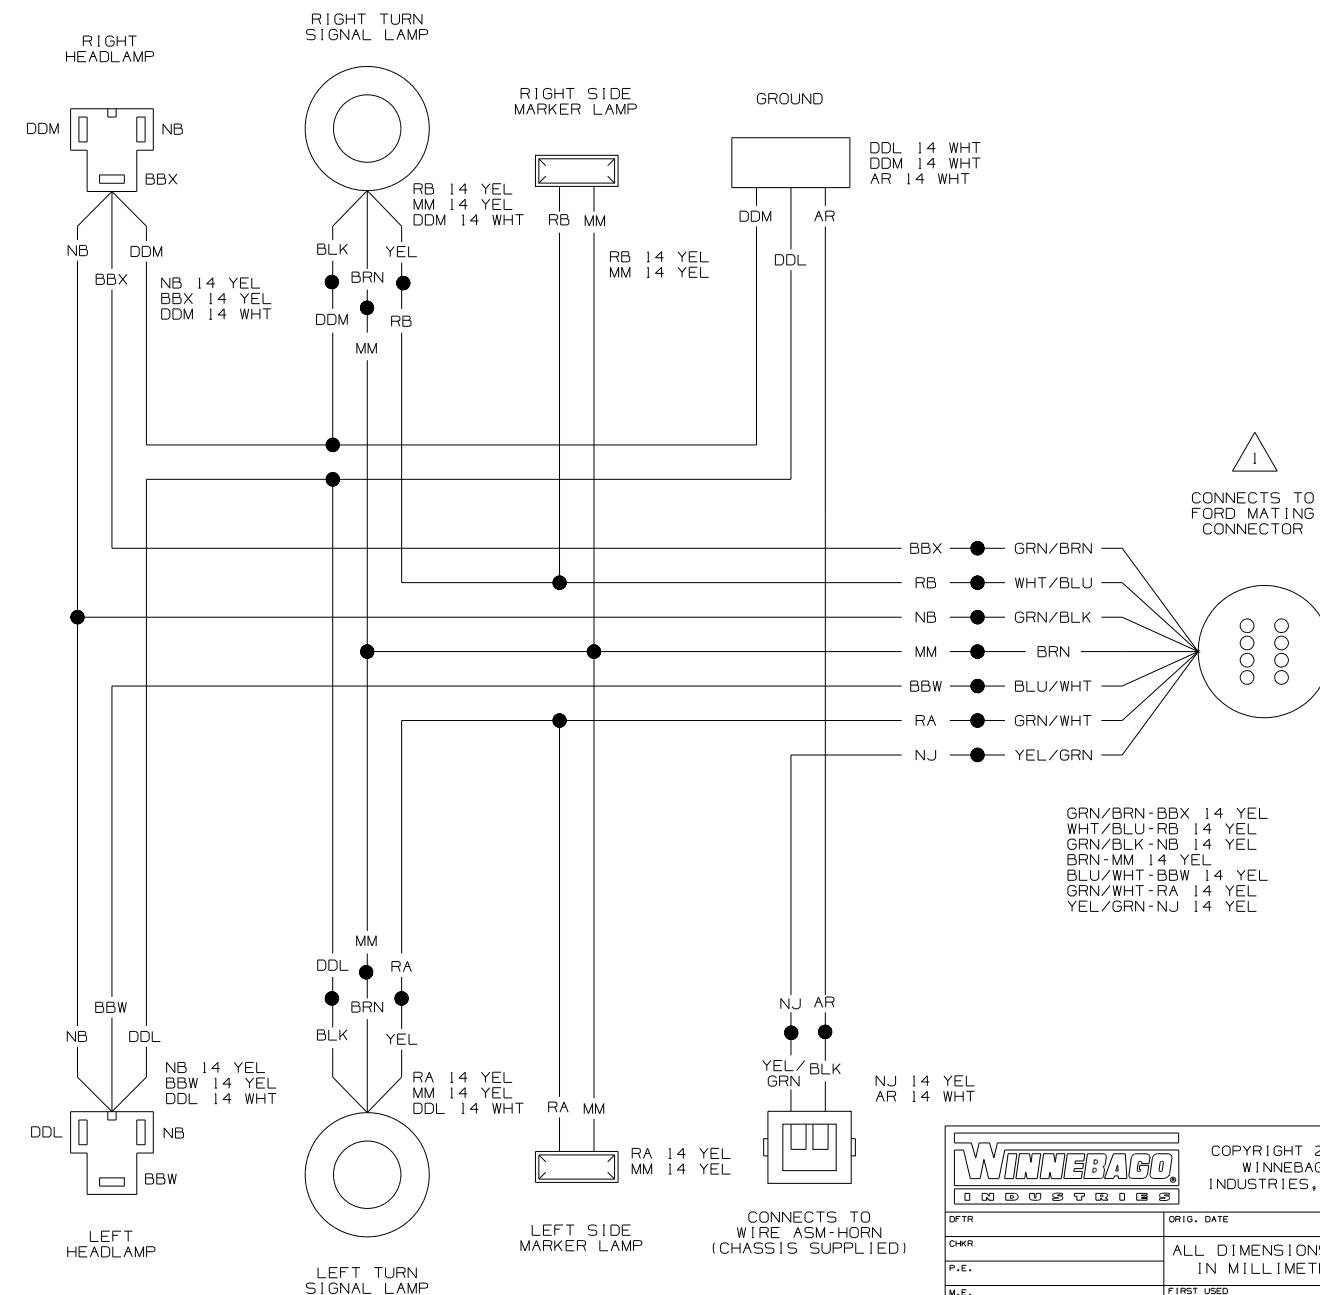 RIGHT TURN
SIGNAL LAMP
RIGHT
HEADLAMP
RIGHT SIDE
MARKER LAMP
GROUND
DDM
NB
BBX
DDL 14 WHT
DDM 14 WHT
AR 14 WHT
RB 14 YEL
MM 14 YEL
DDM 14 WHT
RB
MM
DDM
AR
DDL
NB
DDM
BBX
BLK
YEL
BRN
RB 14 YEL
MM 14 YEL
NB 14 YEL
BBX 14 YEL
DDM 14 WHT
DDM
RB
MM
1
CONNECTS TO
FORD MATING
CONNECTOR
BBX
GRN/BRN
RB
WHT/BLU
NB
GRN/BLK
MM
BRN
BBW
BLU/WHT
RA
GRN/WHT
NJ
YEL/GRN
GRN/BRN-BBX 14 YEL
WHT/BLU-RB 14 YEL
GRN/BLK-NB 14 YEL
BRN-MM 14 YEL
BLU/WHT-BBW 14 YEL
GRN/WHT-RA 14 YEL
YEL/GRN-NJ 14 YEL
MM
DDL
RA
BBW
BRN
NJ
AR
NB
DDL
BLK
YEL
YEL/
GRN
BLK
NB 14 YEL
BBW 14 YEL
DDL 14 WHT
RA 14 YEL
MM 14 YEL
DDL 14 WHT
RA
MM
NJ 14 YEL
AR 14 WHT
DDL
NB
BBW
RA 14 YEL
MM 14 YEL
LEFT
HEADLAMP
LEFT TURN
SIGNAL LAMP
LEFT SIDE
MARKER LAMP
CONNECTS TO
WIRE ASM-HORN
(CHASSIS SUPPLIED)
WINNEBAGO®
INDUSTRIES
COPYRIGHT 2
WINNEBAG
INDUSTRIES,
DFTR
ORIG. DATE
CHKR
ALL DIMENSIONS
IN MILLIMET
P.E.
M.E.
FIRST USED